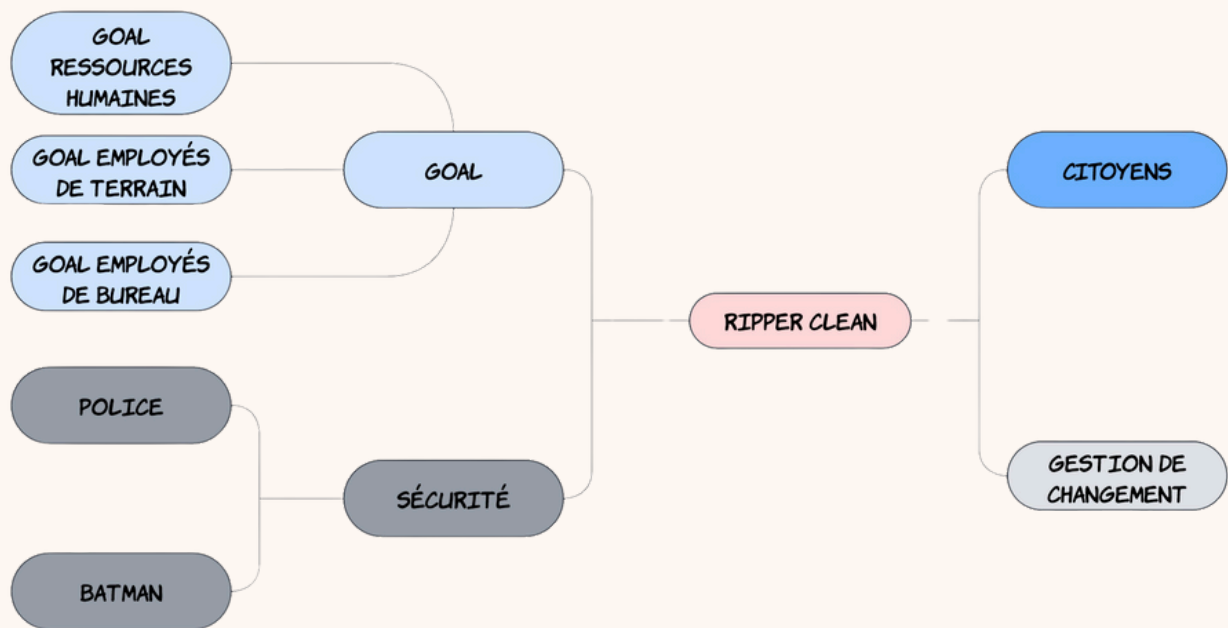 GOAL
RESSOURCES
HUMAINES
GOAL EMPLOYÉS
DE TERRAIN
GOAL
GOAL EMPLOYÉS
DE BUREAU
POLICE
SÉCURITÉ
BATMAN
RIPPER CLEAN
CITOYENS
GESTION DE
CHANGEMENT